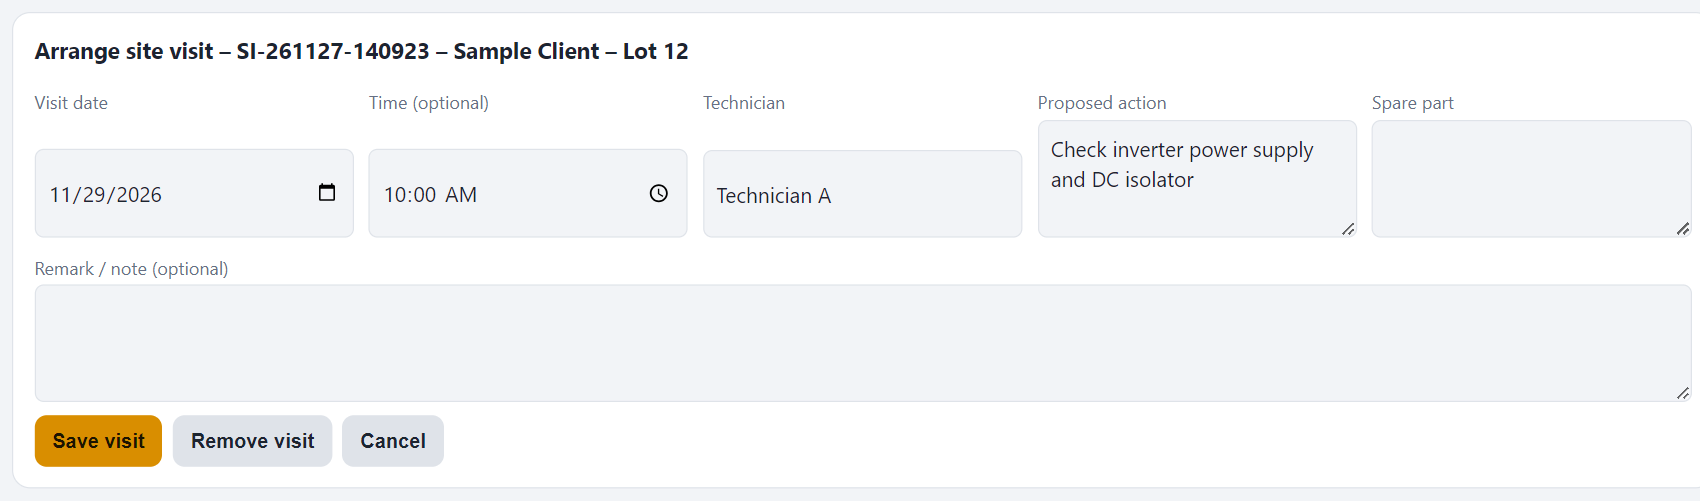 Arrange site visit – SI-261127-140923 – Sample Client – Lot 12
Visit date
Time (optional)
Technician
Proposed action
Spare part
11/29/2026
10:00 AM
Technician A
Check inverter power supply
and DC isolator
Remark / note (optional)
Save visit
Remove visit
Cancel